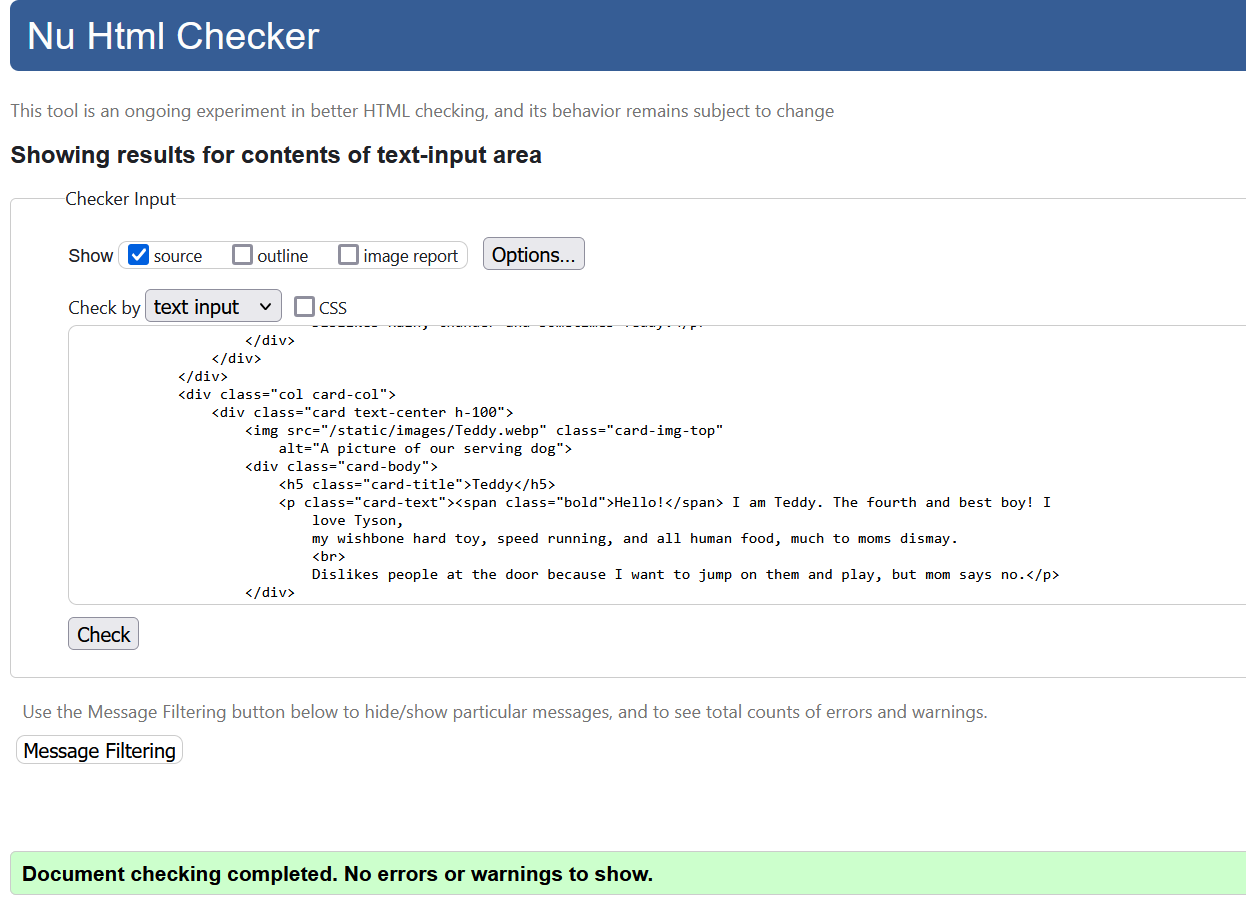 Nu Html Checker
This tool is an ongoing experiment in better HTML checking, and its behavior remains subject to change
Showing results for contents of text-input area
Checker Input
Show source outline image report Options...
Check by text input CSS
</div>
</div>
</div>
<div class="col card-col">
<div class="card text-center h-100">
<img src="/static/images/Teddy.webp" class="card-img-top"
alt="A picture of our serving dog">
<div class="card-body">
<h5 class="card-title">Teddy</h5>
<p class="card-text"><span class="bold">Hello!</span> I am Teddy. The fourth and best boy! I
love Tyson,
my wishbone hard toy, speed running, and all human food, much to moms dismay.
<br>
Dislikes people at the door because I want to jump on them and play, but mom says no.</p>
</div>
Check
Use the Message Filtering button below to hide/show particular messages, and to see total counts of errors and warnings.
Message Filtering
Document checking completed. No errors or warnings to show.